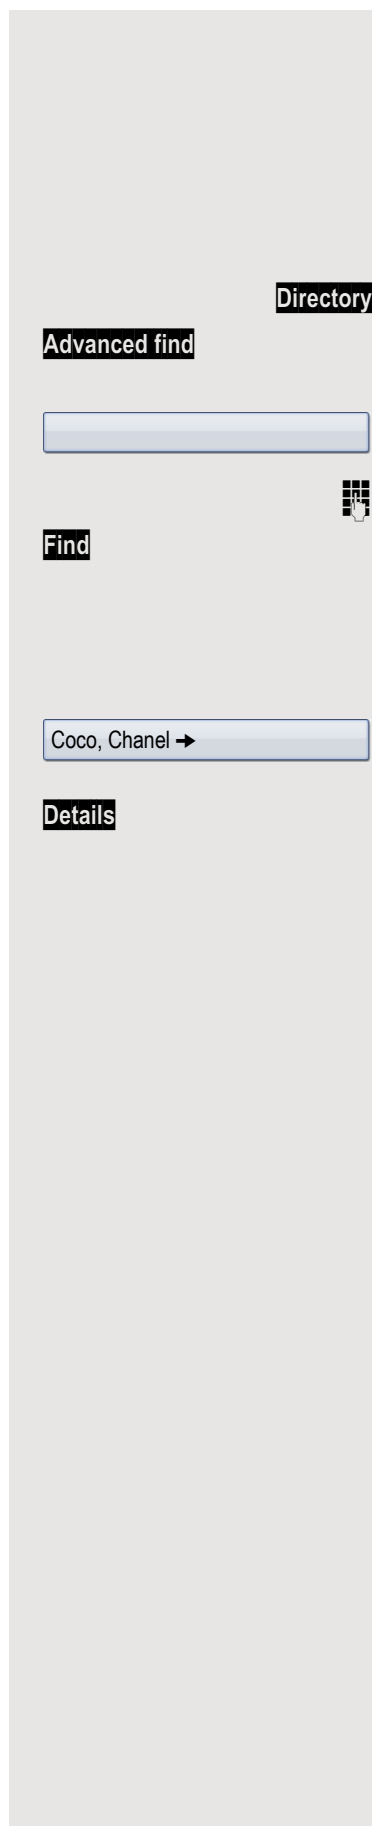 Directory
Advanced find
Find
Coco, Chanel →
Details